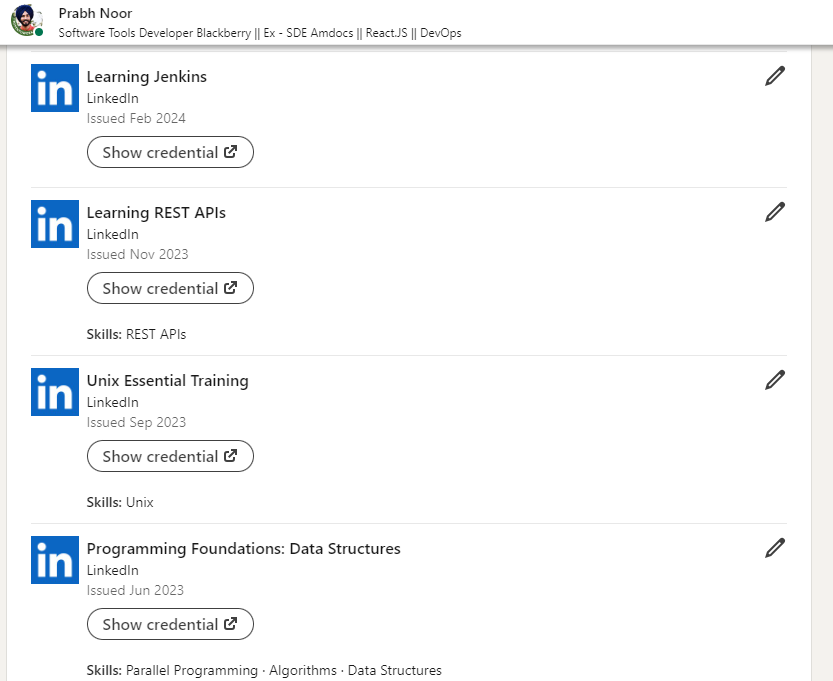 Prabh Noor
Software Tools Developer Blackberry || Ex - SDE Amdocs || React.JS || DevOps
in
Learning Jenkins
LinkedIn
Issued Feb 2024
Show credential
in
Learning REST APIs
LinkedIn
Issued Nov 2023
Show credential
Skills: REST APIs
in
Unix Essential Training
LinkedIn
Issued Sep 2023
Show credential
Skills: Unix
in
Programming Foundations: Data Structures
LinkedIn
Issued Jun 2023
Show credential
Skills: Parallel Programming · Algorithms · Data Structures